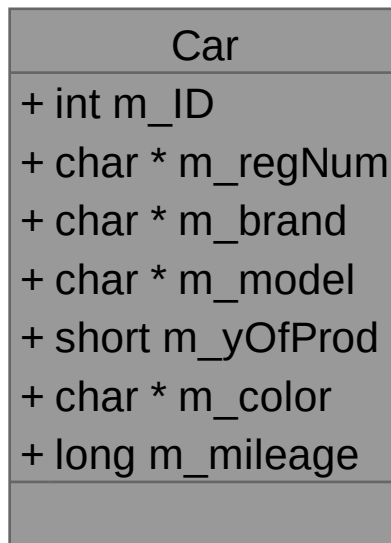 Car
+ int m_ID
+ char * m_regNum
+ char * m_brand
+ char * m_model
+ short m_yOfProd
+ char * m_color
+ long m_mileage